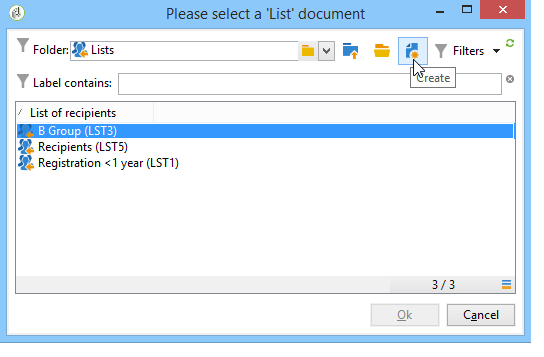 Please select a 'List' document
Folder: Lists Filters
Create
Label contains:
List of recipients
B Group (LST3)
Recipients (LST5)
Registration <1 year (LST1)
3 / 3
Ok Cancel